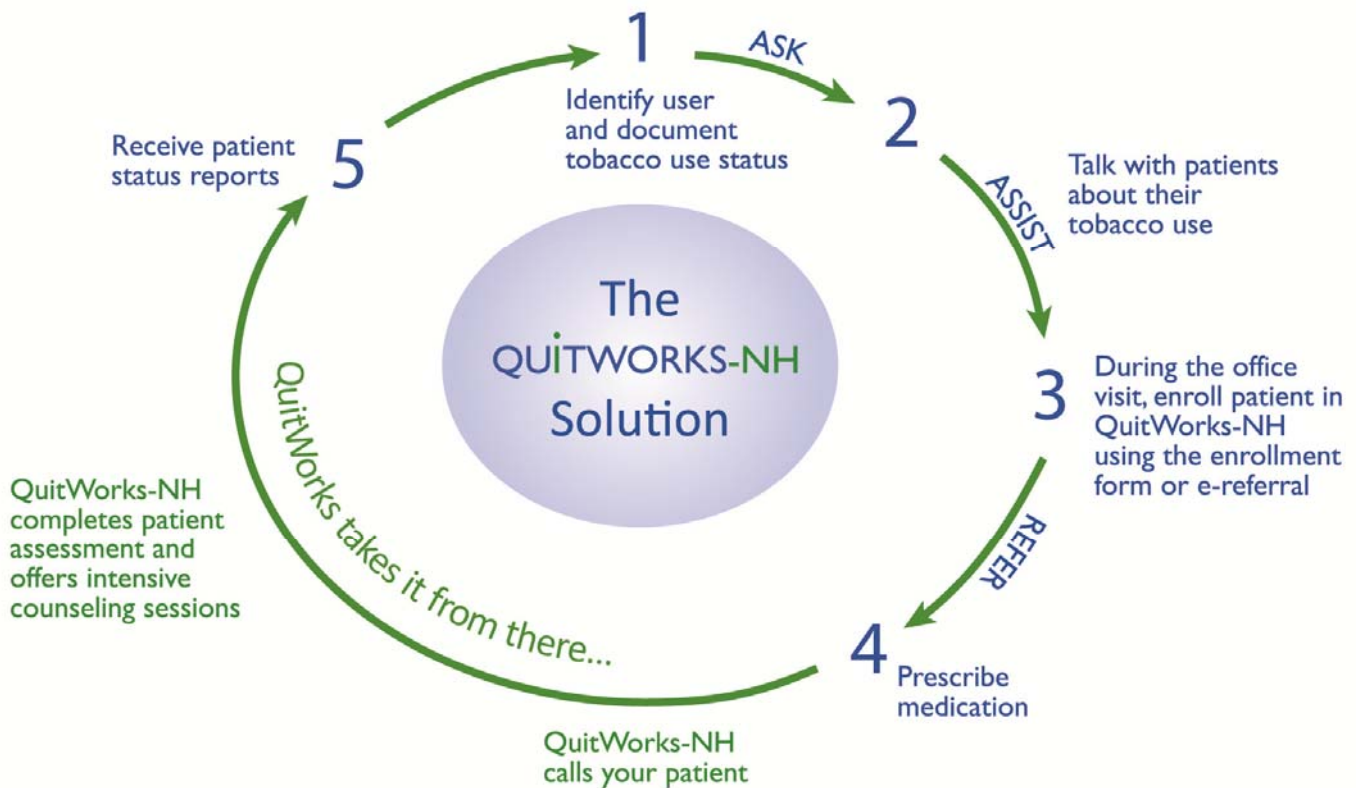 1
Identify user
and document
tobacco use status
ASK
2
Talk with patients
about their
tobacco use
ASSIST
3
During the office
visit, enroll patient in
QuitWorks-NH
using the enrollment
form or e-referral
REFER
4
Prescribe
medication
QuitWorks takes it from there...
QuitWorks-NH
calls your patient
QuitWorks-NH
completes patient
assessment and
offers intensive
counseling sessions
5
Receive patient
status reports
The
QUiTWORKS-NH
Solution